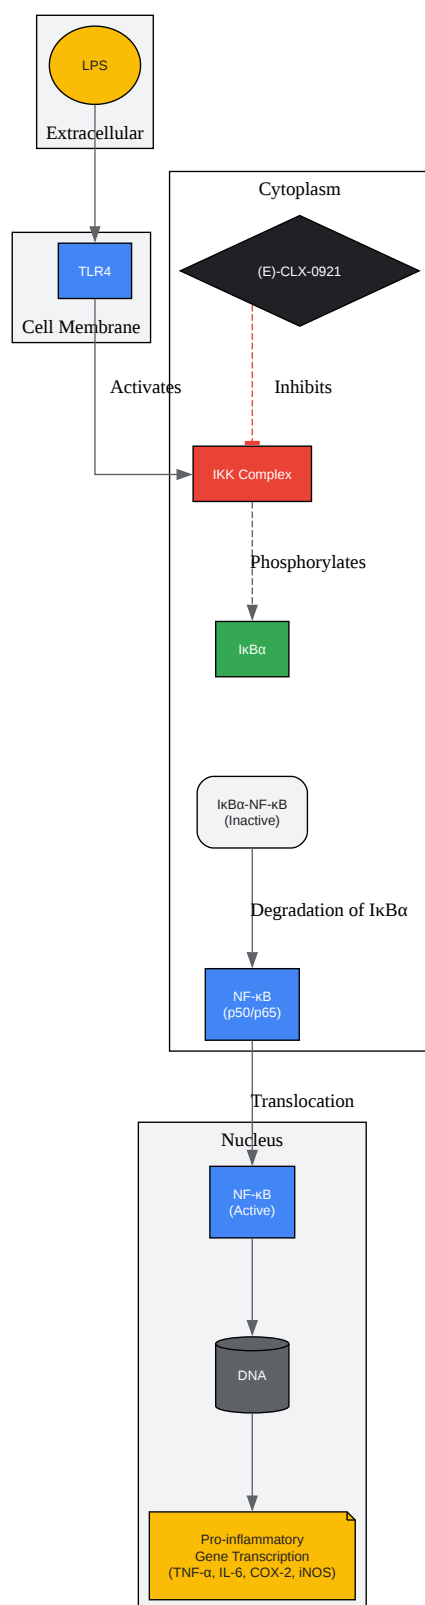 LPS
Extracellular
Cytoplasm
(E)-CLX-0921
TLR4
Cell Membrane
Activates
Inhibits
IKK Complex
Phosphorylates
IκBα
IκBα-NF-κB
(Inactive)
Degradation of IκBα
NF-κB
(p50/p65)
Translocation
Nucleus
NF-κB
(Active)
DNA
Pro-inflammatory
Gene Transcription
(TNF-α, IL-6, COX-2, iNOS)